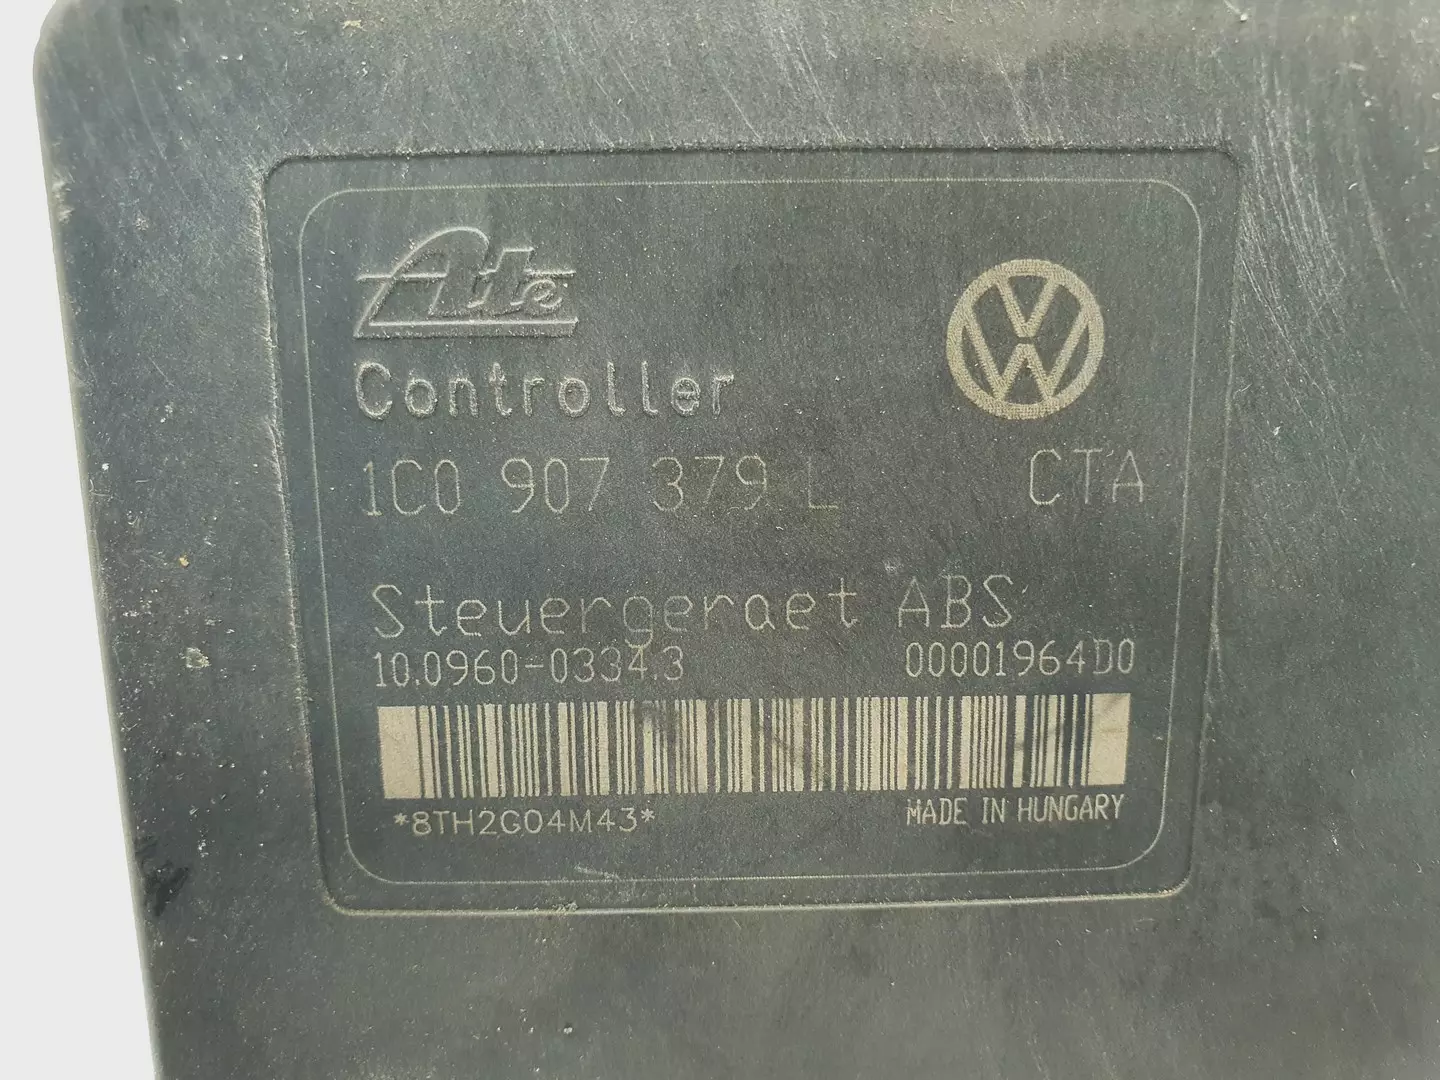 Ate
Controller
1C0 907 379 L CTA
Steuergeraet ABS
10.0960-0334.3 00001964D0
*8TH2G04M43* MADE IN HUNGARY